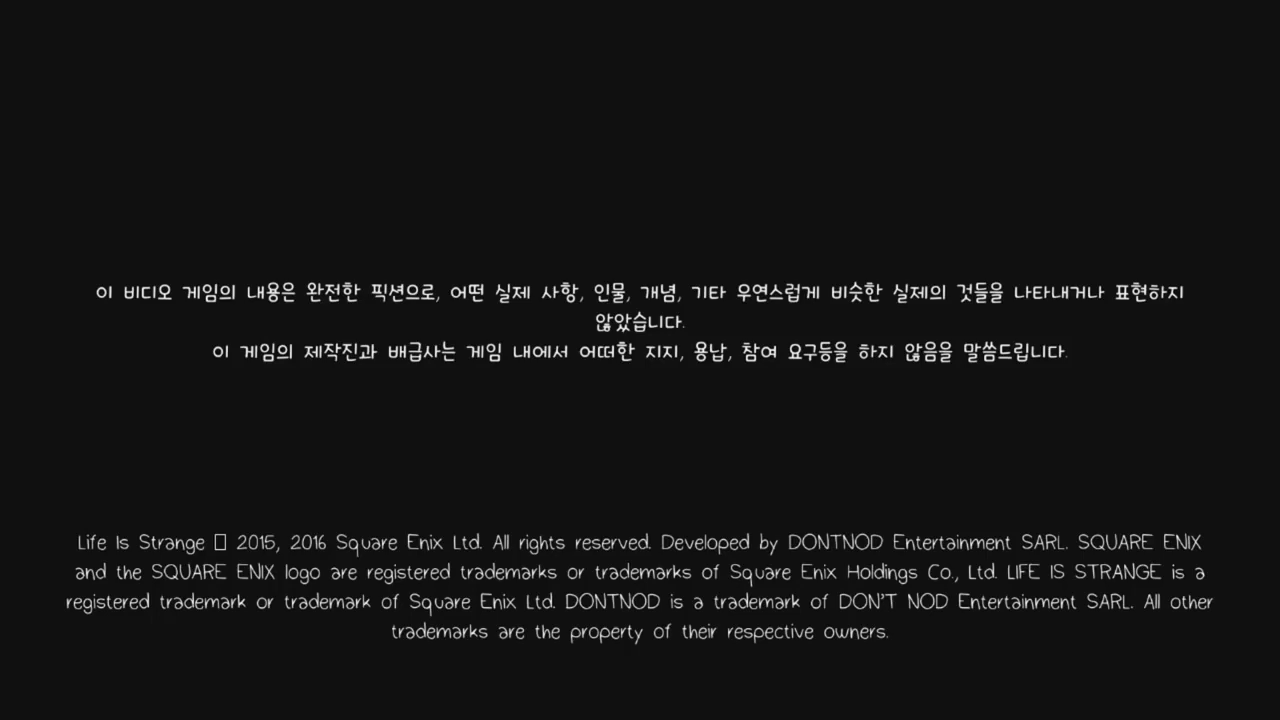 이 비디오 게임의 내용은 완전한 픽션으로, 어떤 실제 사항, 인물, 개념, 기타 우연스럽게 비슷한 실제의 것들을 나타내거나 표현하지
않았습니다.
이 게임의 제작진과 배급사는 게임 내에서 어떠한 지지, 용납, 참여 요구등을 하지 않음을 말씀드립니다.
Life Is Strange □ 2015, 2016 Square Enix Ltd. All rights reserved. Developed by DONTNOD Entertainment SARL. SQUARE ENIX
and the SQUARE ENIX logo are registered trademarks or trademarks of Square Enix Holdings Co., Ltd. LIFE IS STRANGE is a
registered trademark or trademark of Square Enix Ltd. DONTNOD is a trademark of DON'T NOD Entertainment SARL. All other
trademarks are the property of their respective owners.